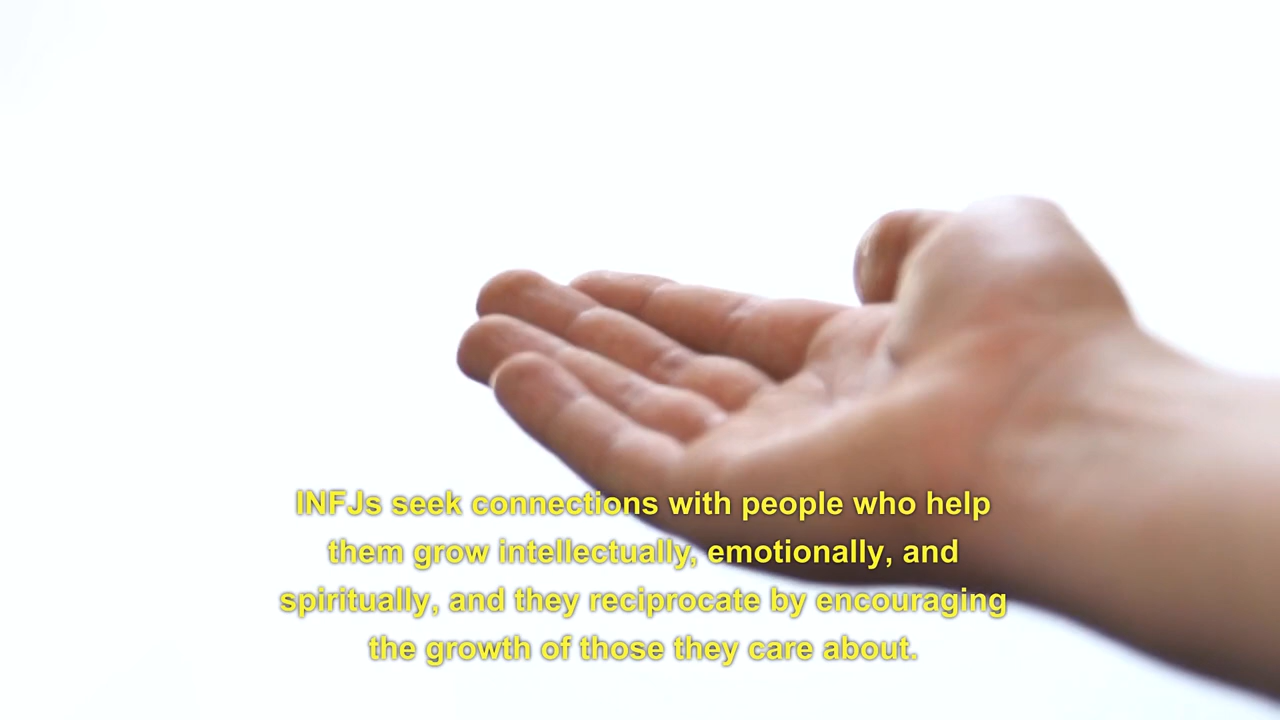 INFJs seek connections with people who help
them grow intellectually, emotionally, and
spiritually, and they reciprocate by encouraging
the growth of those they care about.